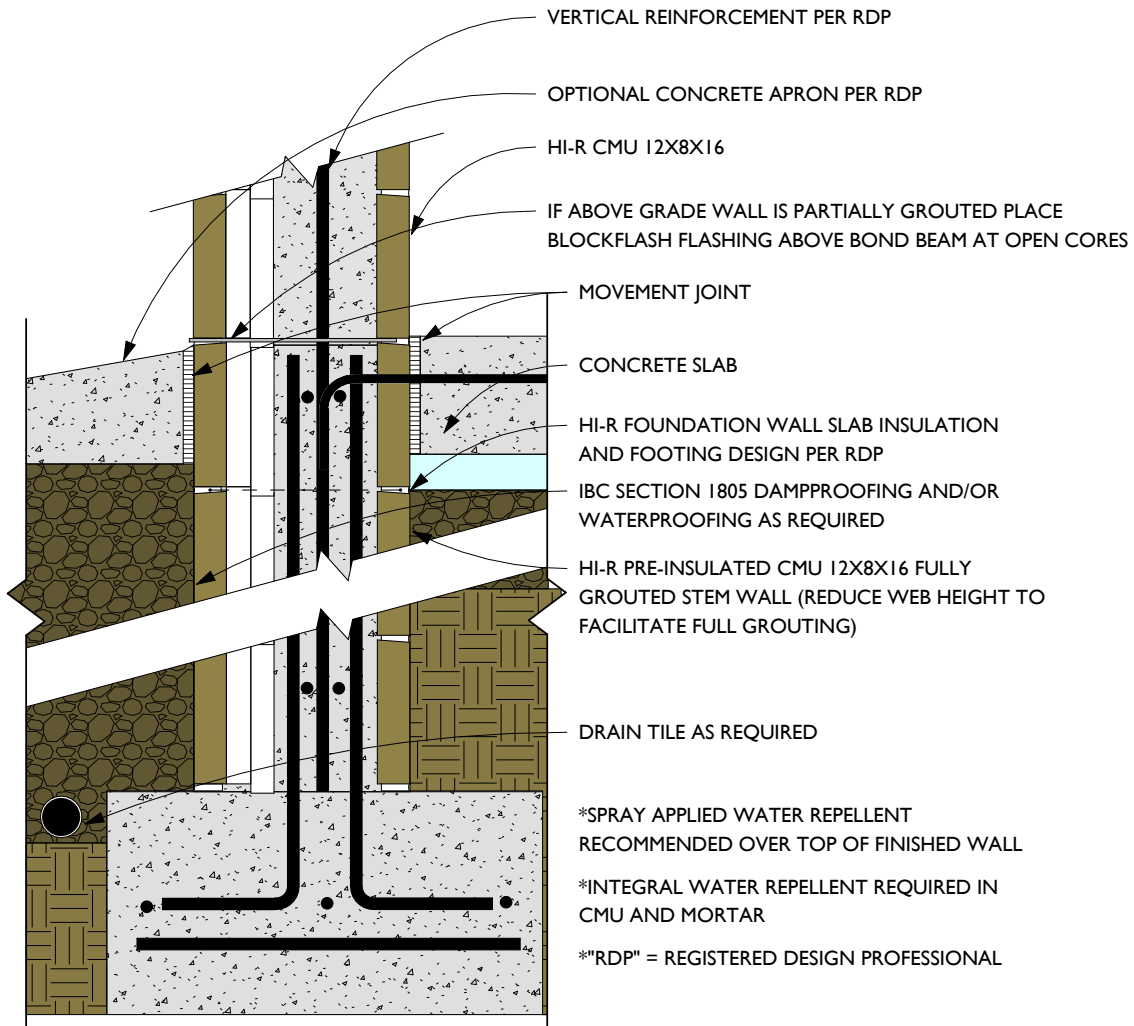 VERTICAL REINFORCEMENT PER RDP
OPTIONAL CONCRETE APRON PER RDP
HI-R CMU 12X8X16
IF ABOVE GRADE WALL IS PARTIALLY GROUTED PLACE
BLOCKFLASH FLASHING ABOVE BOND BEAM AT OPEN CORES
MOVEMENT JOINT
CONCRETE SLAB
HI-R FOUNDATION WALL SLAB INSULATION
AND FOOTING DESIGN PER RDP
IBC SECTION 1805 DAMPPROOFING AND/OR
WATERPROOFING AS REQUIRED
HI-R PRE-INSULATED CMU 12X8X16 FULLY
GROUTED STEM WALL (REDUCE WEB HEIGHT TO
FACILITATE FULL GROUTING)
DRAIN TILE AS REQUIRED
*SPRAY APPLIED WATER REPELLENT
RECOMMENDED OVER TOP OF FINISHED WALL
*INTEGRAL WATER REPELLENT REQUIRED IN
CMU AND MORTAR
*"RDP" = REGISTERED DESIGN PROFESSIONAL